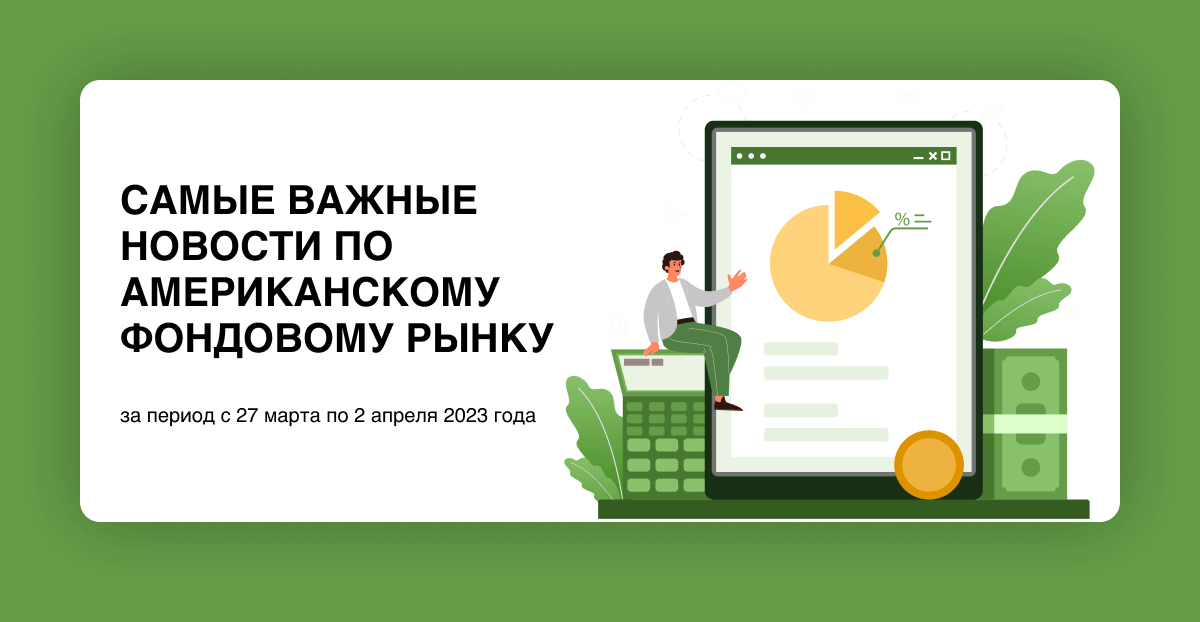 САМЫЕ ВАЖНЫЕ
НОВОСТИ ПО
АМЕРИКАНСКОМУ
ФОНДОВОМУ РЫНКУ
за период с 27 марта по 2 апреля 2023 года
%